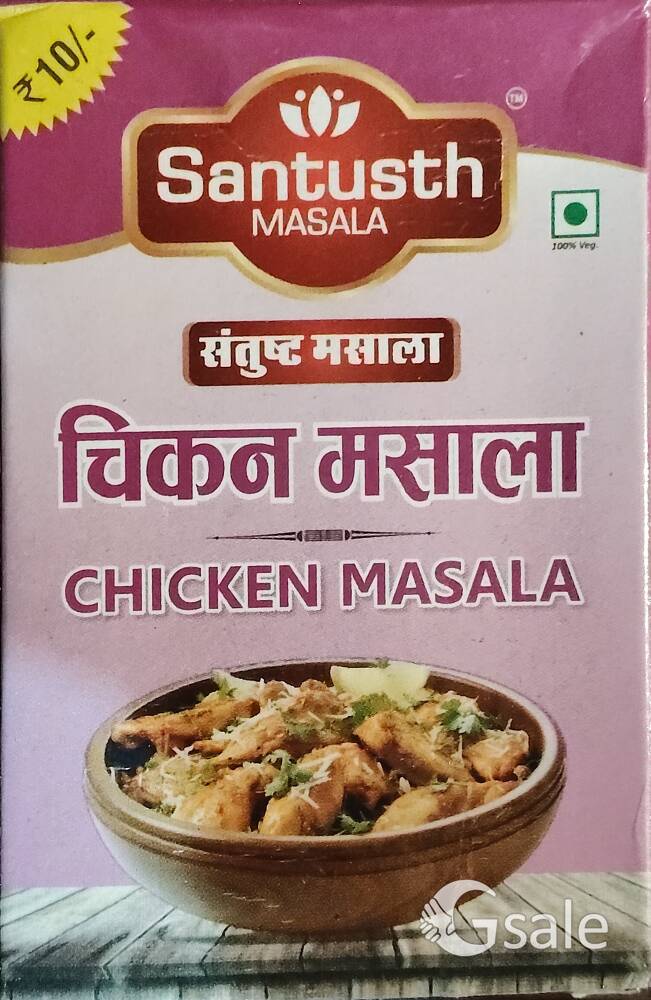 ₹10/-
Santusth
TM
MASALA
100% Veg.
संतुष्ट मसाला
चिकन मसाला
CHICKEN MASALA
Gsale